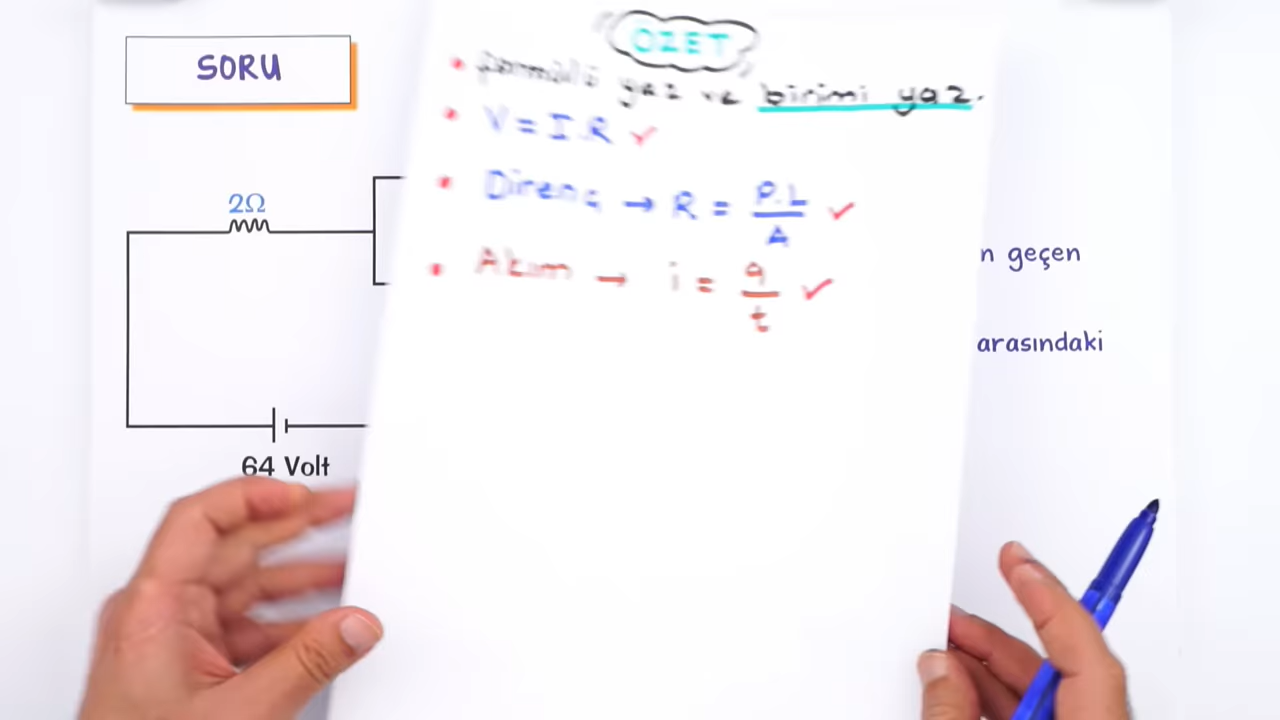 SORU
2Ω
64 Volt
ÖZET
• formülü yaz ve birimi yaz.
• V = I.R ✓
• Direnç → R = P.L / A ✓
• Akım → i = q / t ✓
n geçen
arasındaki